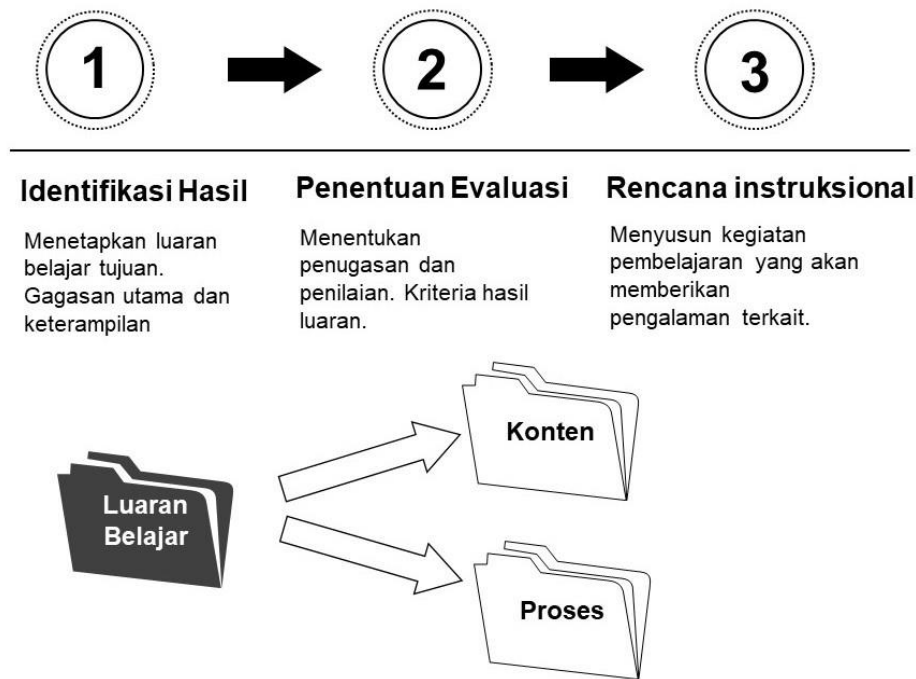 1
2
3
Identifikasi Hasil
Menetapkan luaran
belajar tujuan.
Gagasan utama dan
keterampilan
Penentuan Evaluasi
Menentukan
penugasan dan
penilaian. Kriteria hasil
luaran.
Rencana instruksional
Menyusun kegiatan
pembelajaran yang akan
memberikan
pengalaman terkait.
Luaran
Belajar
Konten
Proses